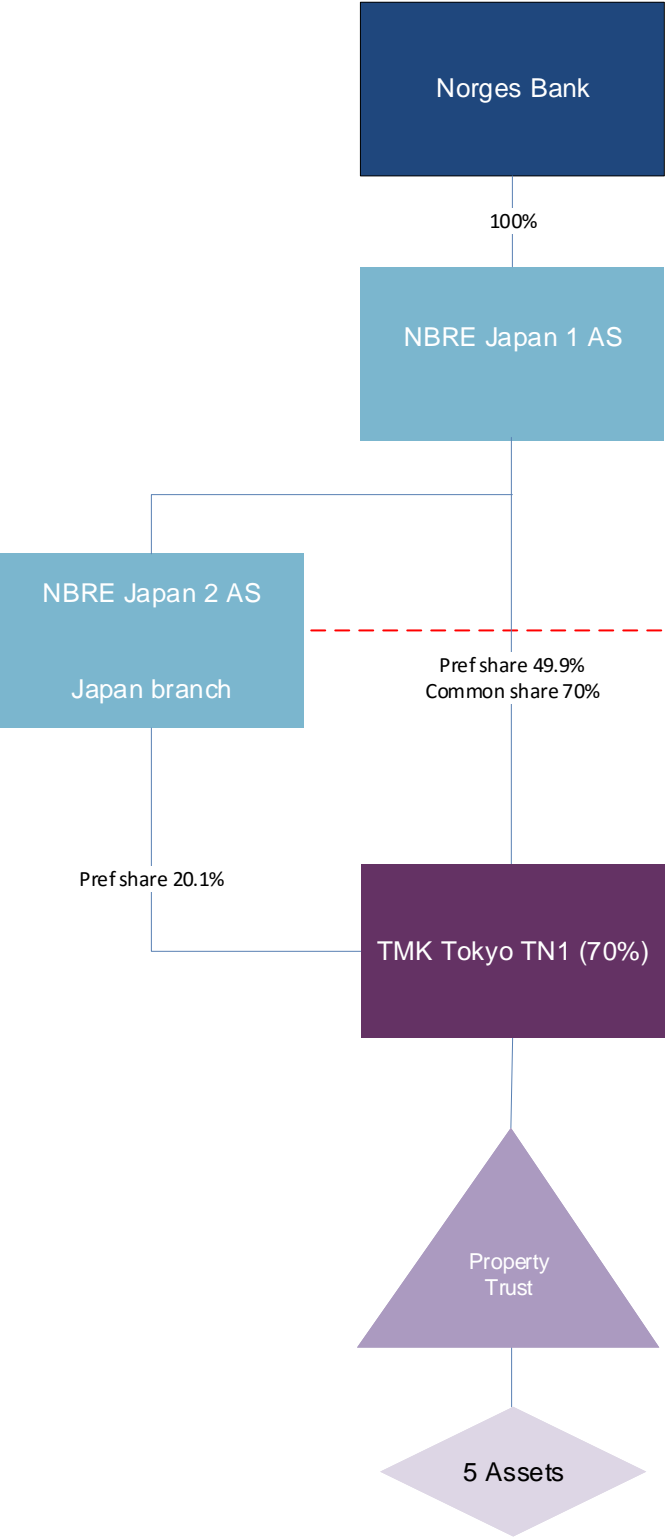 Norges Bank
100%
NBRE Japan 1 AS
NBRE Japan 2 AS
Japan branch
Pref share 49.9%
Common share 70%
Pref share 20.1%
TMK Tokyo TN1 (70%)
Property
Trust
5 Assets